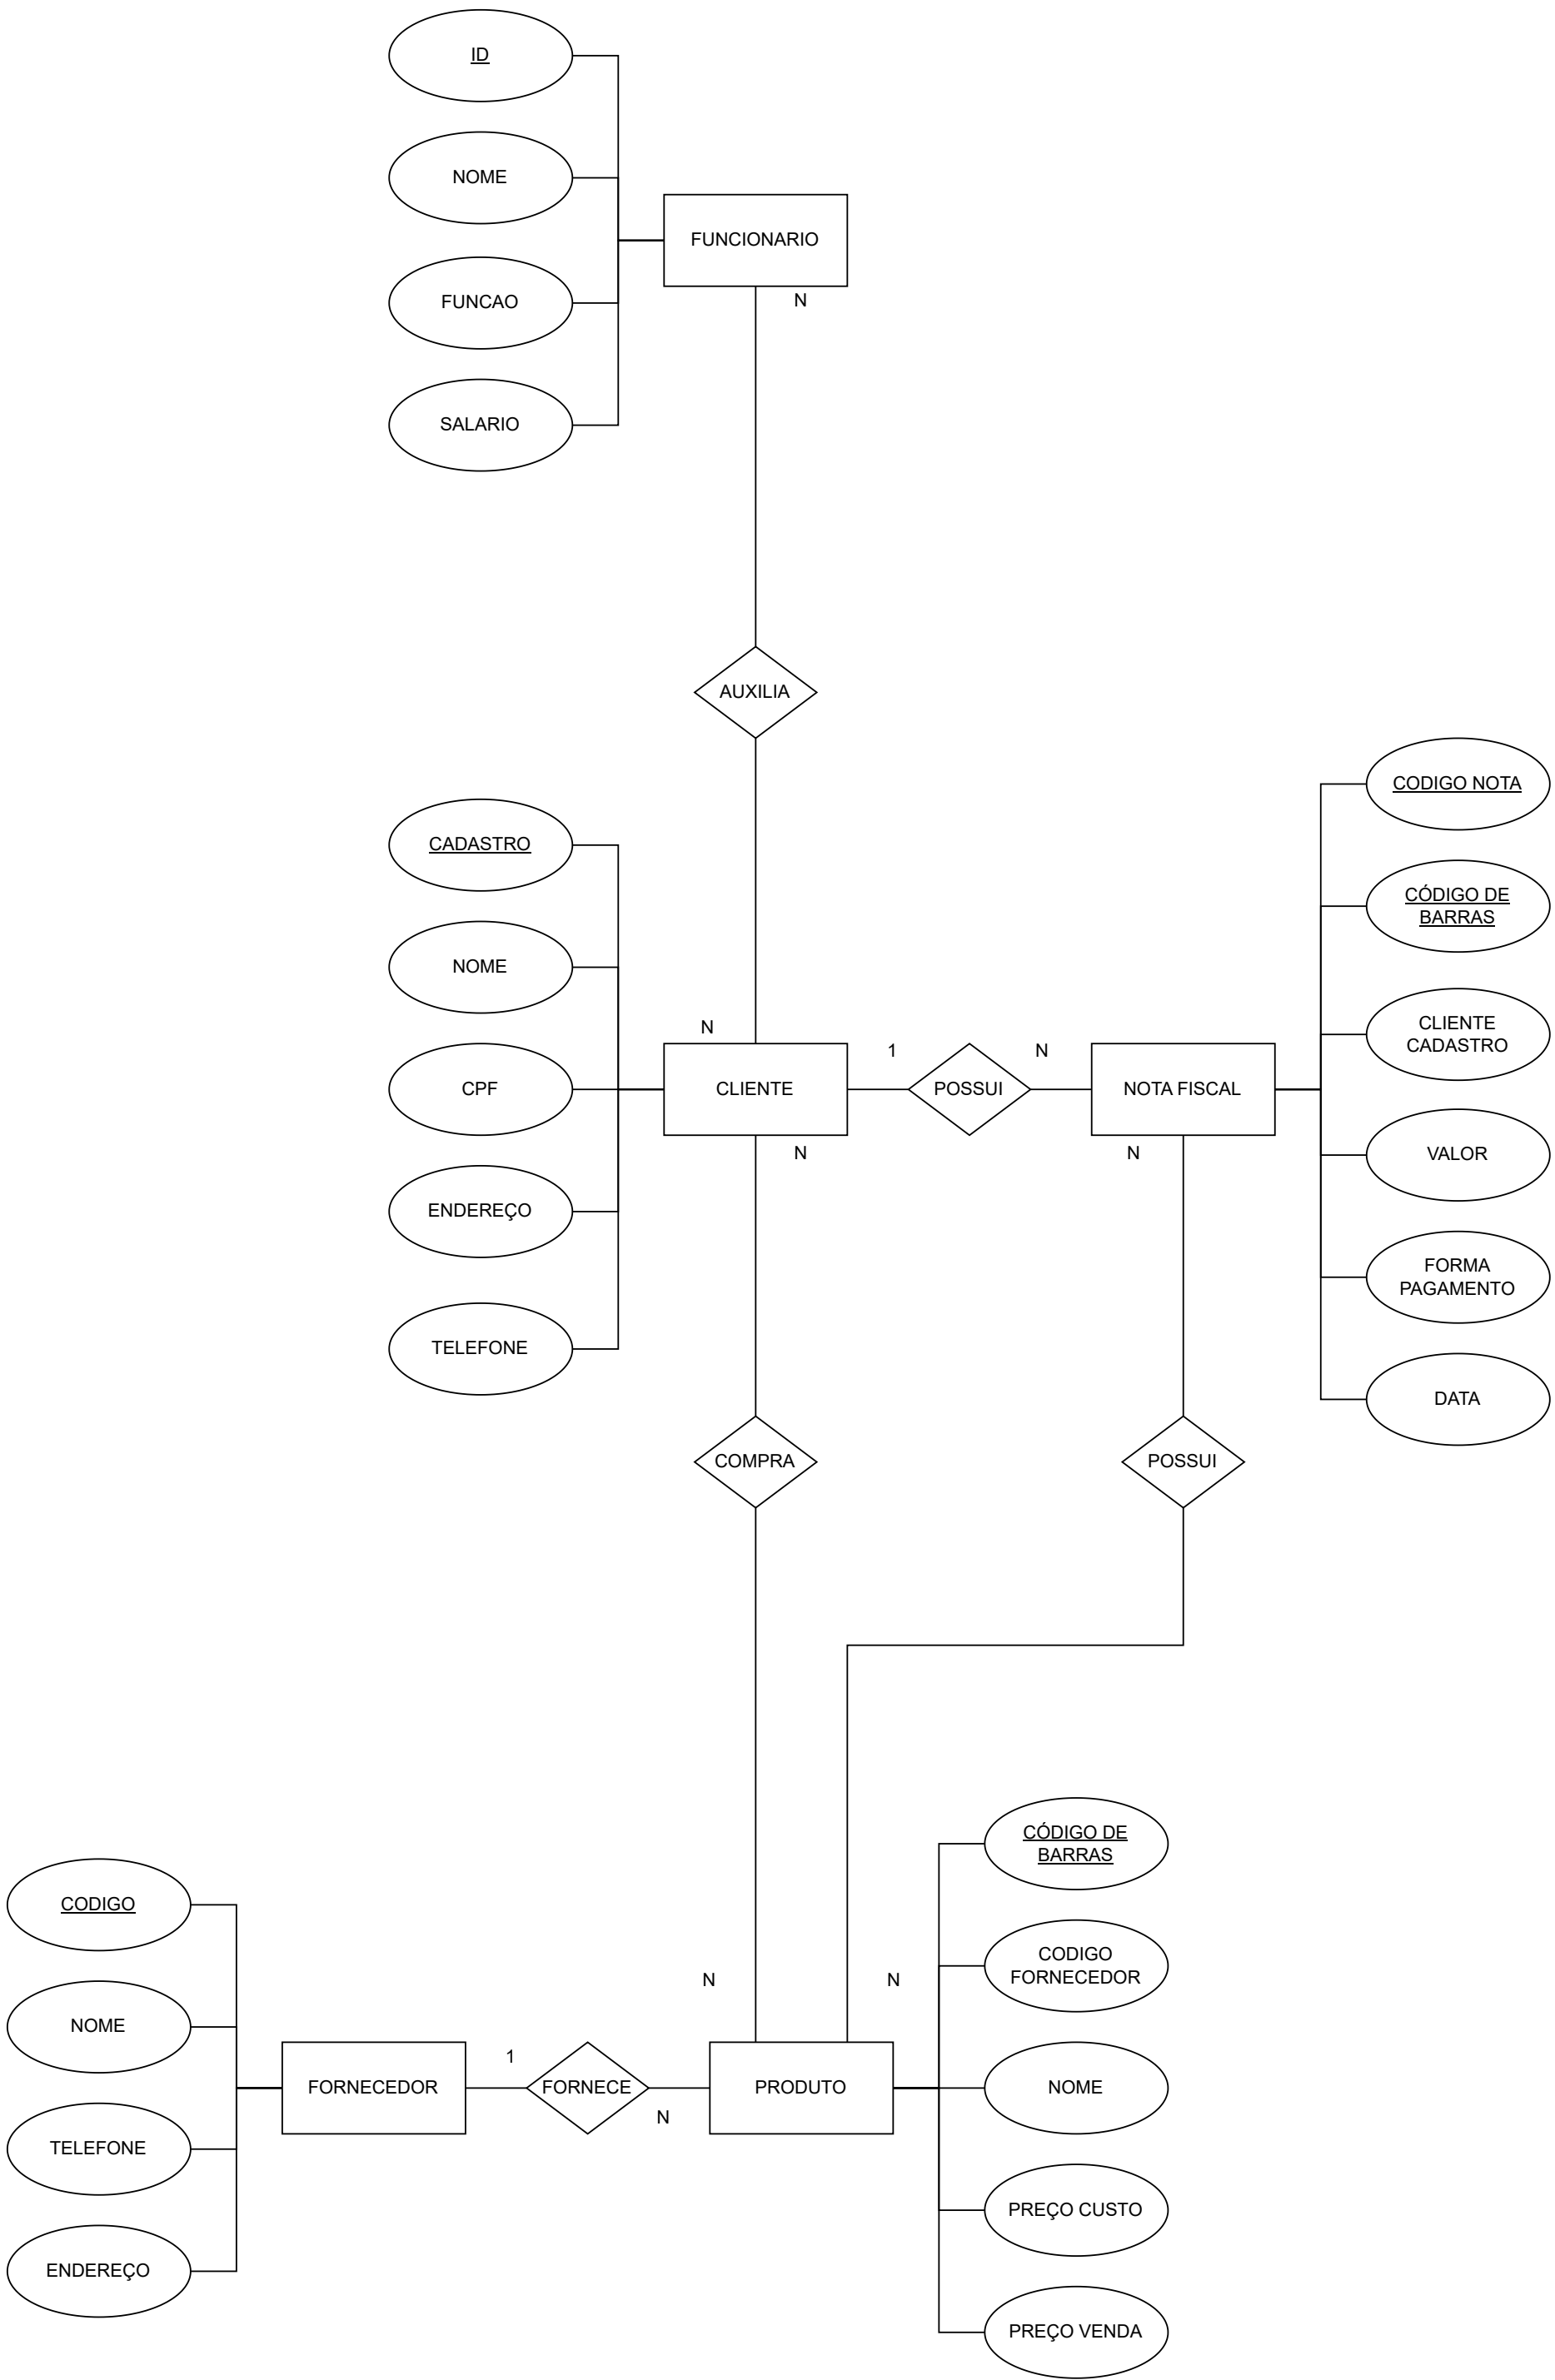 ID
NOME
FUNCIONARIO
FUNCAO
N
SALÁRIO
AUXILIA
CODIGO NOTA
CADASTRO
CÓDIGO DE
BARRAS
NOME
CLIENTE
CADASTRO
N
1
N
CPF
CLIENTE
POSSUI
NOTA FISCAL
N
N
VALOR
ENDEREÇO
FORMA
PAGAMENTO
TELEFONE
DATA
COMPRA
POSSUI
CÓDIGO DE
BARRAS
CODIGO
CODIGO
FORNECEDOR
N
N
NOME
1
FORNECEDOR
FORNECE
PRODUTO
NOME
N
TELEFONE
PREÇO CUSTO
ENDEREÇO
PREÇO VENDA